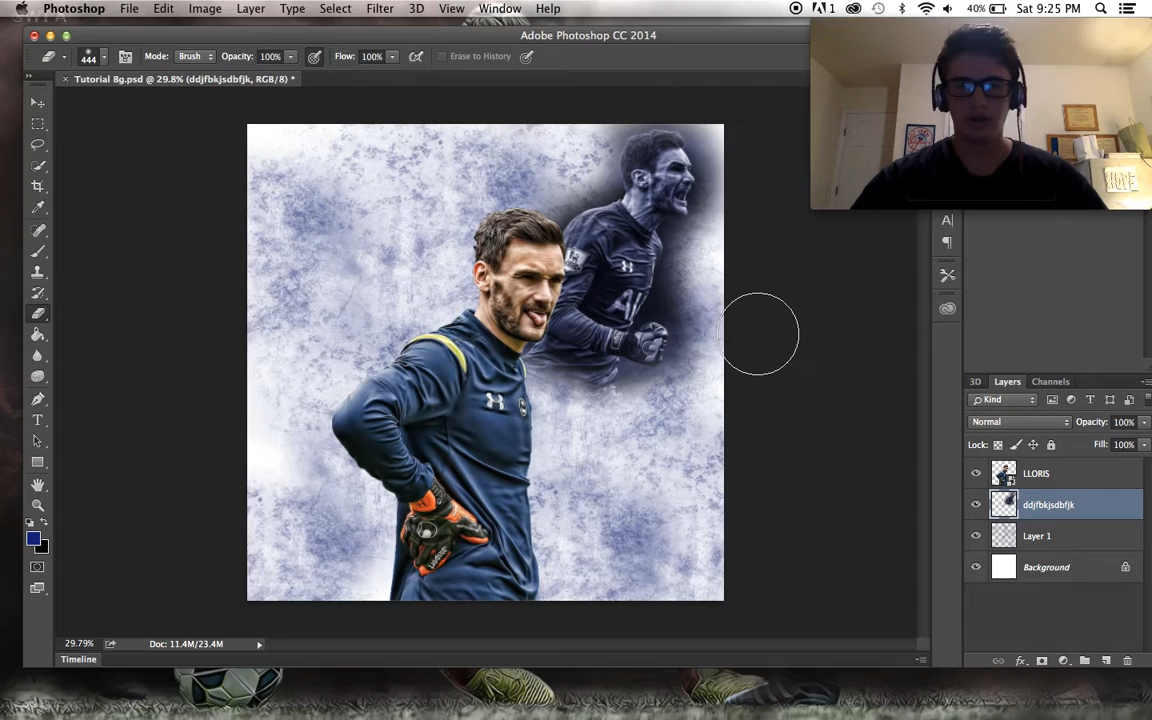 Photoshop File Edit Image Layer Type Select Filter 3D View Window Help
1 40% Sat 9:25 PM
Adobe Photoshop CC 2014
444 Mode: Brush Opacity: 100% Flow: 100% Erase to History
Tutorial Bg.psd @ 29.8% (ddjfbkjsdbfjk, RGB/8) *
AIA
3D Layers Channels
Kind
Normal Opacity: 100%
Lock: Fill: 100%
LLORIS
ddjfbkjsdbfjk
Layer 1
Background
29.79% Doc: 11.4M/23.4M
Timeline